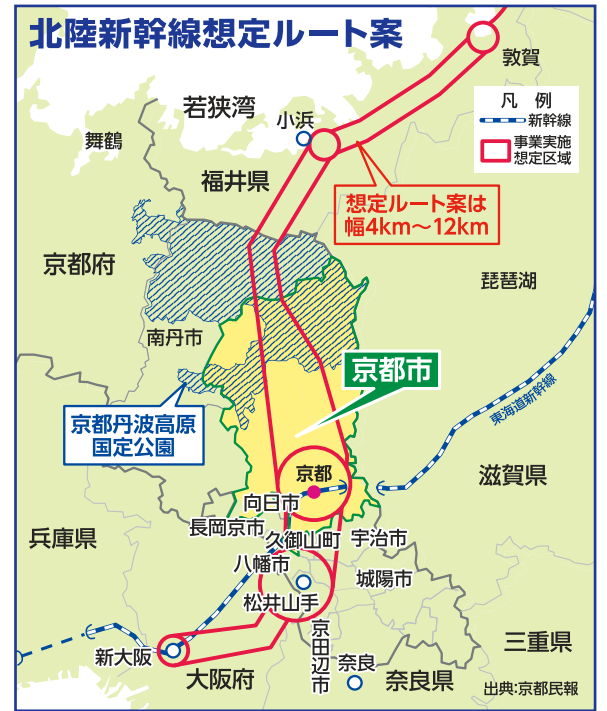 北陸新幹線想定ルート案
敦賀
凡 例
新幹線
事業実施
想定区域
若狭湾
小浜
舞鶴
福井県
想定ルート案は
幅4km〜12km
京都府
琵琶湖
南丹市
京都市
東海道新幹線
京都丹波高原
国定公園
京都
滋賀県
向日市
長岡京市
久御山町
宇治市
兵庫県
八幡市
城陽市
松井山手
京田辺市
三重県
新大阪
大阪府
奈良
奈良県
出典:京都民報